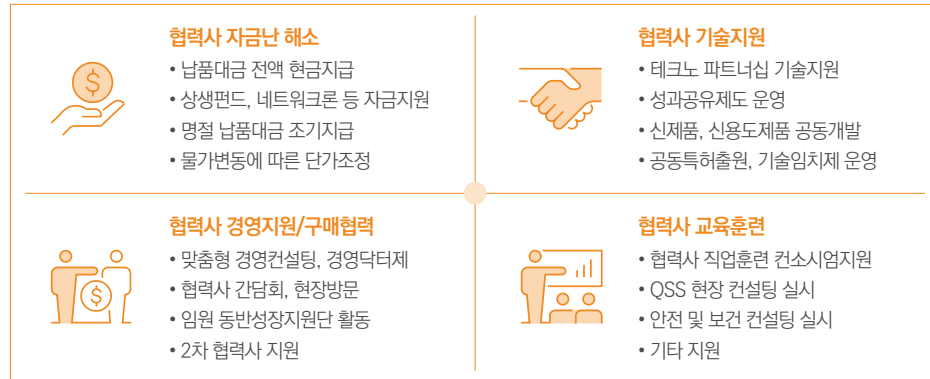 협력사 자금난 해소
• 납품대금 전액 현금지급
• 상생펀드, 네트워크론 등 자금지원
• 명절 납품대금 조기지급
• 물가변동에 따른 단가조정
협력사 기술지원
• 테크노 파트너십 기술지원
• 성과공유제도 운영
• 신제품, 신용도제품 공동개발
• 공동특허출원, 기술임치제 운영
협력사 경영지원/구매협력
• 맞춤형 경영컨설팅, 경영닥터제
• 협력사 간담회, 현장방문
• 임원 동반성장지원단 활동
• 2차 협력사 지원
협력사 교육훈련
• 협력사 직업훈련 컨소시엄지원
• QSS 현장 컨설팅 실시
• 안전 및 보건 컨설팅 실시
• 기타 지원